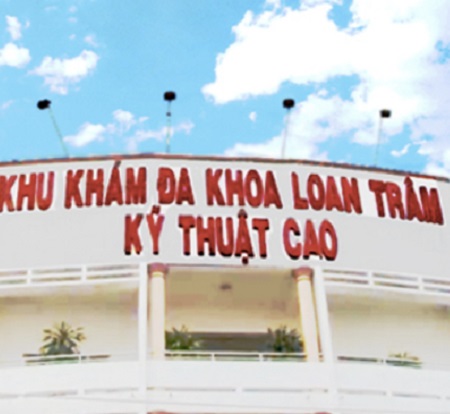 KHU KHÁM ĐA KHOA LOAN TRÂM
KỸ THUẬT CAO